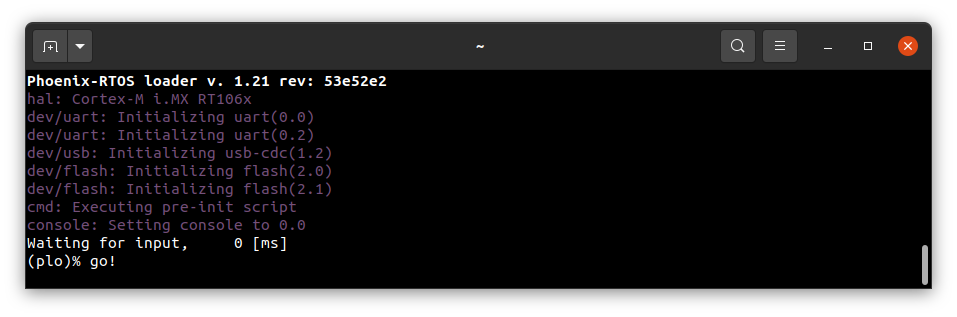 ~
Phoenix-RTOS loader v. 1.21 rev: 53e52e2
hal: Cortex-M i.MX RT106x
dev/uart: Initializing uart(0.0)
dev/uart: Initializing uart(0.2)
dev/usb: Initializing usb-cdc(1.2)
dev/flash: Initializing flash(2.0)
dev/flash: Initializing flash(2.1)
cmd: Executing pre-init script
console: Setting console to 0.0
Waiting for input,     0 [ms]
(plo)% go!